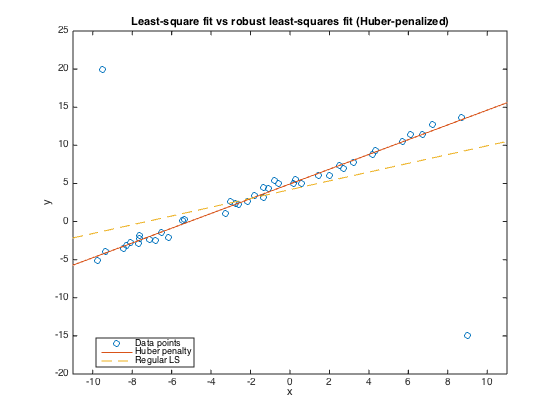 Least-square fit vs robust least-squares fit (Huber-penalized)
25
20
15
10
5
0
-5
-10
-15
-20
y
Data points
Huber penalty
Regular LS
-10 -8 -6 -4 -2 0 2 4 6 8 10
x